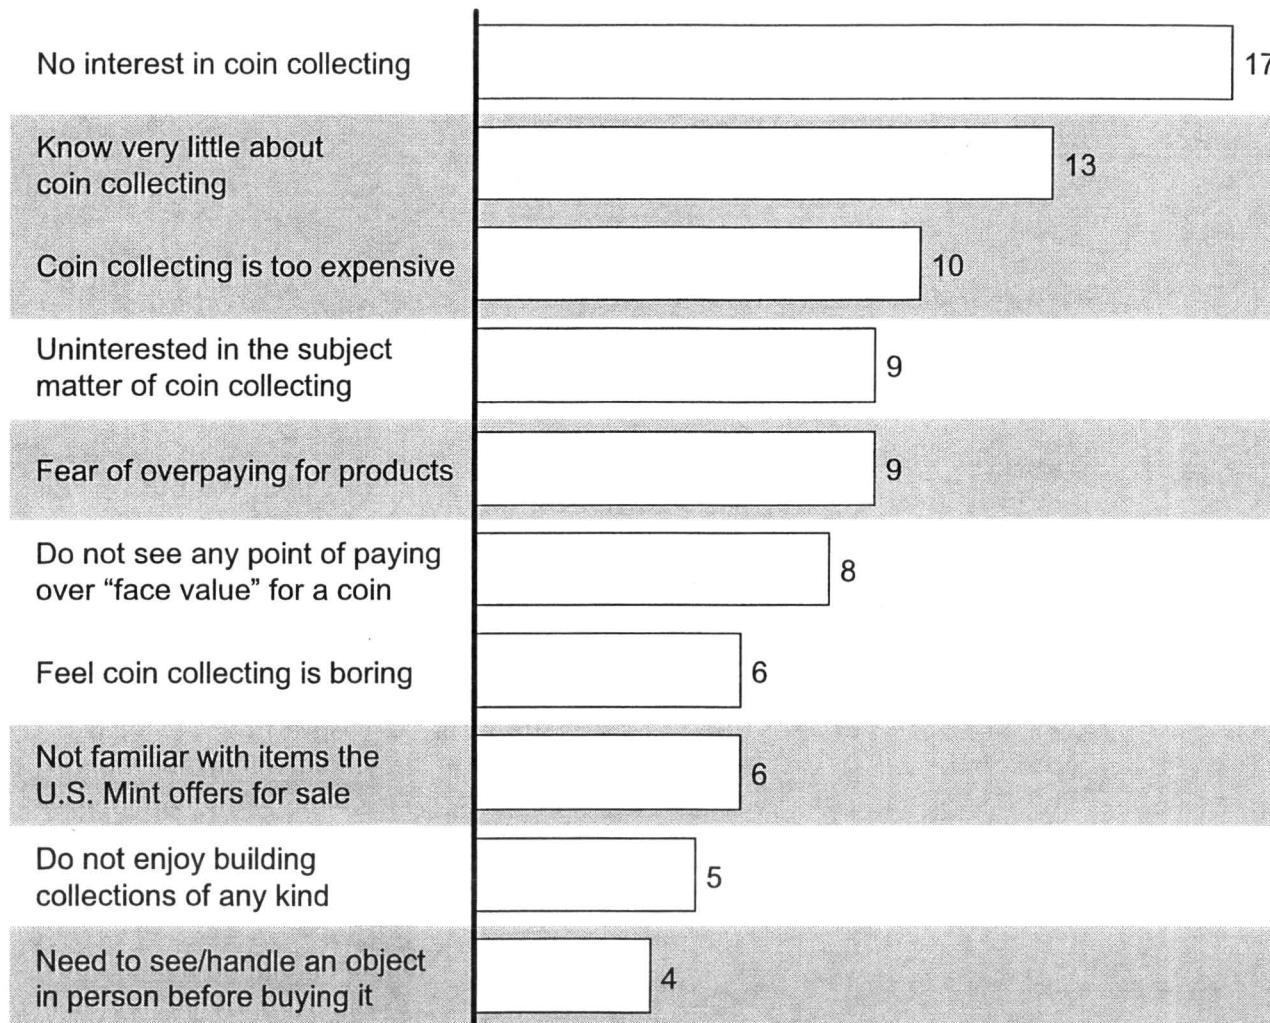 No interest in coin collecting
17
Know very little about
coin collecting
13
Coin collecting is too expensive
10
Uninterested in the subject
matter of coin collecting
9
Fear of overpaying for products
9
Do not see any point of paying
over “face value” for a coin
8
Feel coin collecting is boring
6
Not familiar with items the
U.S. Mint offers for sale
6
Do not enjoy building
collections of any kind
5
Need to see/handle an object
in person before buying it
4